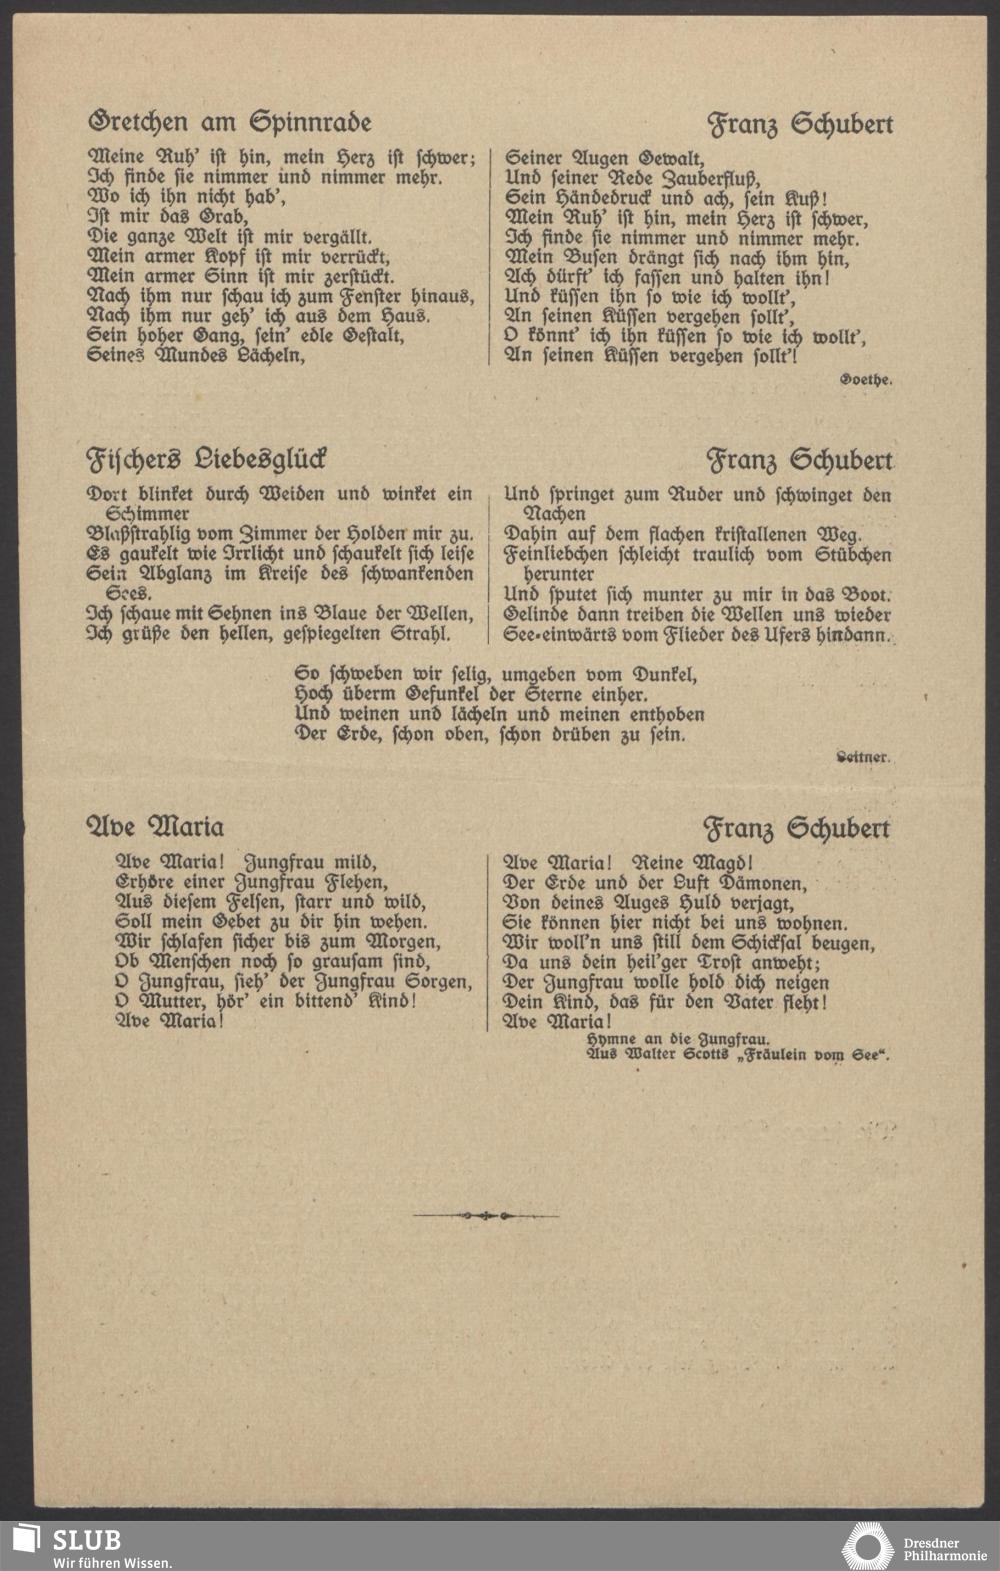 Gretchen am Spinnrade
Franz Schubert
Meine Ruh' ist hin, mein Herz ist schwer;
Ich finde sie nimmer und nimmer mehr.
Wo ich ihn nicht hab',
Ist mir das Grab,
Die ganze Welt ist mir vergällt.
Mein armer Kopf ist mir verrückt,
Mein armer Sinn ist mir zerstückt.
Nach ihm nur schau ich zum Fenster hinaus,
Nach ihm nur geh' ich aus dem Haus.
Sein hoher Gang, sein' edle Gestalt,
Seines Mundes Lächeln,
Seiner Augen Gewalt,
Und seiner Rede Zauberfluß,
Sein Händedruck und ach, sein Kuß!
Mein Ruh' ist hin, mein Herz ist schwer,
Ich finde sie nimmer und nimmer mehr.
Mein Busen drängt sich nach ihm hin,
Ach dürft' ich fassen und halten ihn!
Und küssen ihn so wie ich wollt',
An seinen Küssen vergehen sollt',
O könnt' ich ihn küssen so wie ich wollt',
An seinen Küssen vergehen sollt'!
Goethe.
Fischers Liebesglück
Franz Schubert
Dort blinket durch Weiden und winket ein
Schimmer
Blaßstrahlig vom Zimmer der Holden mir zu.
Es gaukelt wie Irrlicht und schaukelt sich leise
Sein Abglanz im Kreise des schwankenden
Sees.
Ich schaue mit Sehnen ins Blaue der Wellen,
Ich grüße den hellen, gespiegelten Strahl.
Und springet zum Ruder und schwinget den
Nachen
Dahin auf dem flachen kristallenen Weg.
Feinliebchen schleicht traulich vom Stübchen
herunter
Und sputet sich munter zu mir in das Boot.
Gelinde dann treiben die Wellen uns wieder
See-einwärts vom Flieder des Ufers hindann.
So schweben wir selig, umgeben vom Dunkel,
Hoch überm Gefunkel der Sterne einher.
Und weinen und lächeln und meinen enthoben
Der Erde, schon oben, schon drüben zu sein.
Leitner.
Ave Maria
Franz Schubert
Ave Maria! Jungfrau mild,
Erhöre einer Jungfrau Flehen,
Aus diesem Felsen, starr und wild,
Soll mein Gebet zu dir hin wehen.
Wir schlafen sicher bis zum Morgen,
Ob Menschen noch so grausam sind,
O Jungfrau, sieh' der Jungfrau Sorgen,
O Mutter, hör' ein bittend' Kind!
Ave Maria!
Ave Maria! Reine Magd!
Der Erde und der Luft Dämonen,
Von deines Auges Huld verjagt,
Sie können hier nicht bei uns wohnen.
Wir woll'n uns still dem Schicksal beugen,
Da uns dein heil'ger Trost anweht;
Der Jungfrau wolle hold dich neigen
Dein Kind, das für den Vater fleht!
Ave Maria!
Hymne an die Jungfrau.
Aus Walter Scotts „Fräulein vom See“.
SLUB
Wir führen Wissen.
Dresdner
Philharmonie